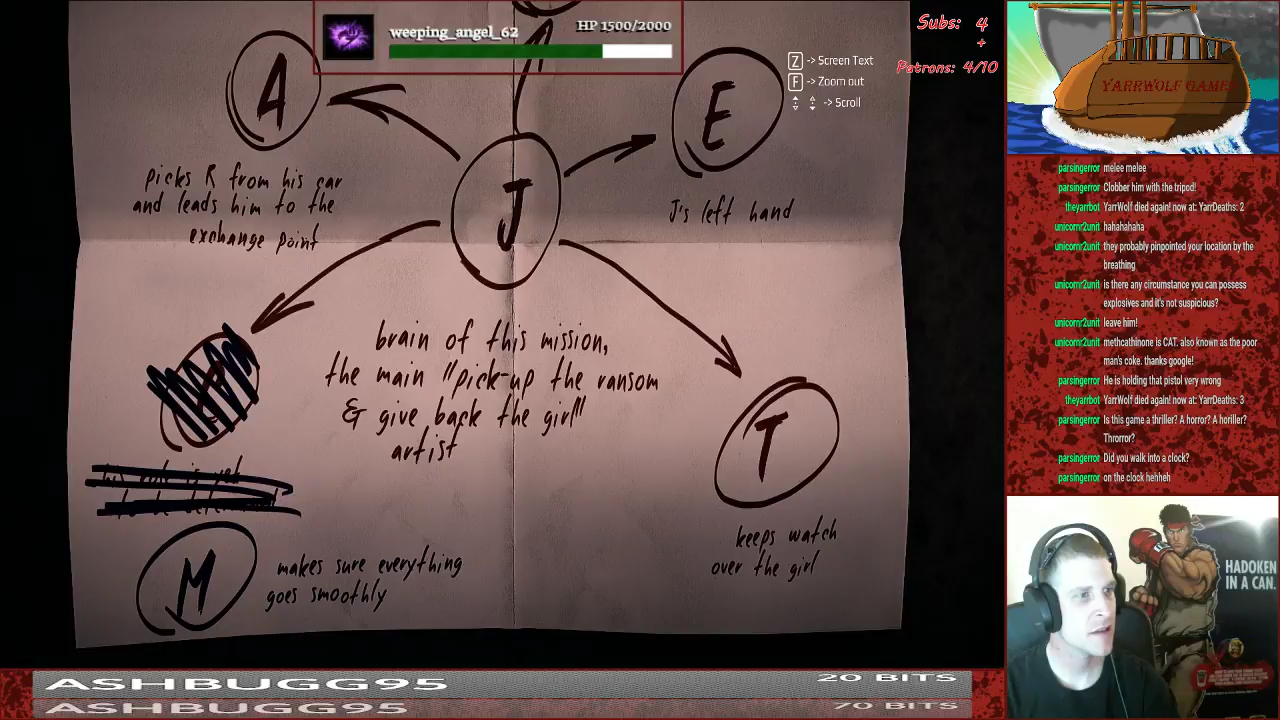 weeping_angel_62
HP 1500/2000
Subs: 4
+
Patrons: 4/10
YARRWOLF GAMES
Z -> Screen Text
F -> Zoom out
-> Scroll
A
E
J
picks R from his car
and leads him to the
exchange point
J's left hand
brain of this mission,
the main "pick-up the ransom
& give back the girl"
artist
T
keeps watch
over the girl
M
makes sure everything
goes smoothly
parsingerror melee melee
parsingerror Clobber him with the tripod!
theyarrbot YarrWolf died again! now at: YarrDeaths: 2
unicornr2unit hahahahaha
unicornr2unit they probably pinpointed your location by the
breathing
unicornr2unit is there any circumstance you can possess
explosives and it's not suspicious?
unicornr2unit leave him!
unicornr2unit methcathinone is CAT. also known as the poor
man's coke. thanks google!
parsingerror He is holding that pistol very wrong
theyarrbot YarrWolf died again! now at: YarrDeaths: 3
parsingerror Is this game a thriller? A horror? A horiller?
Throrror?
parsingerror Did you walk into a clock?
parsingerror on the clock hehheh
HADOKEN
IN A CAN.
ASHBUGG95 20 BITS
ASHBUGG95 70 BITS